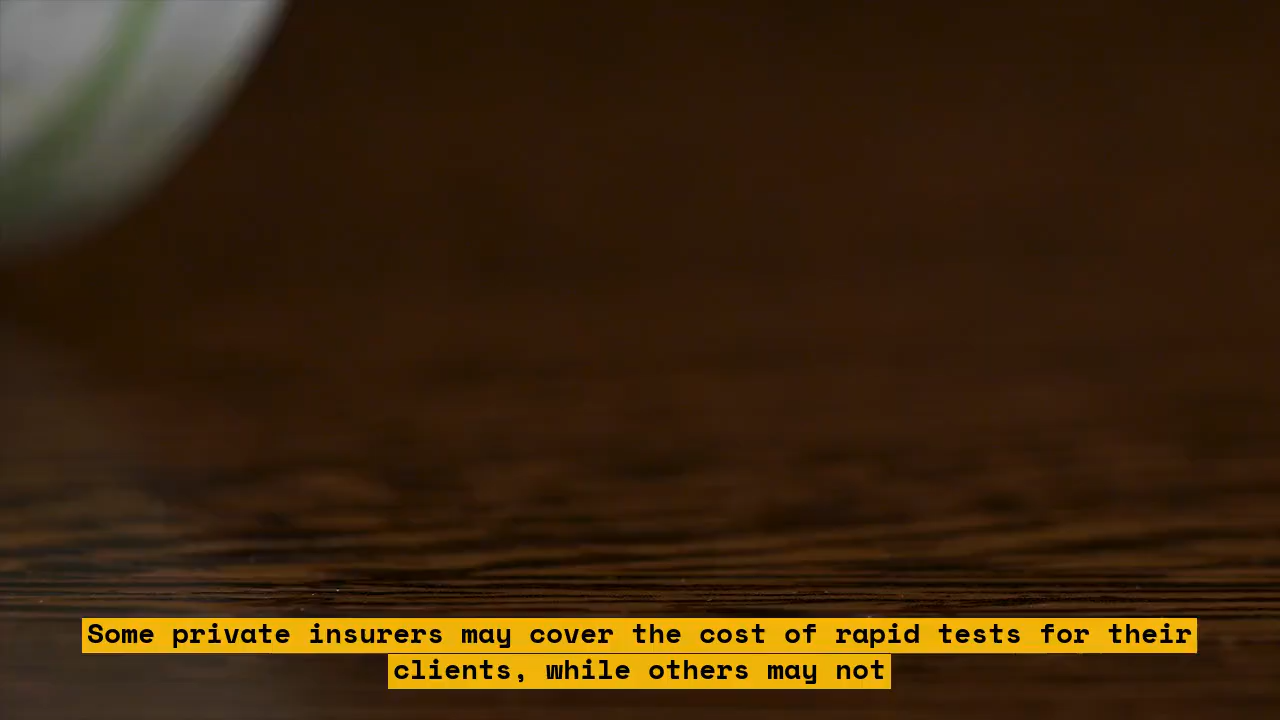 Some private insurers may cover the cost of rapid tests for their
clients, while others may not